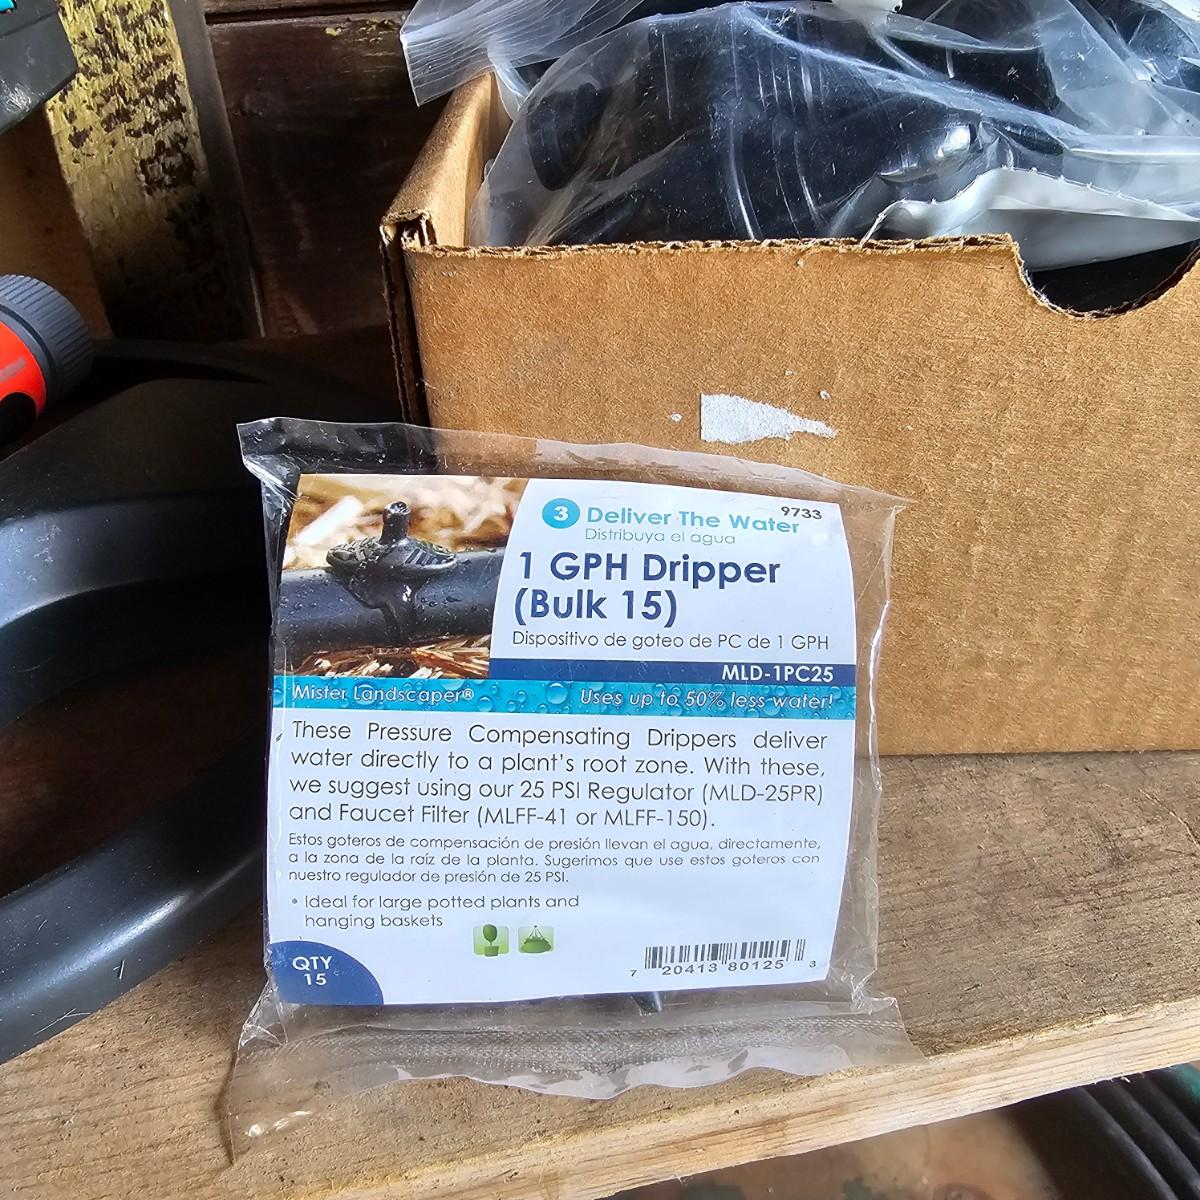 9733
3 Deliver The Water
Distribuya el agua
1 GPH Dripper
(Bulk 15)
Dispositivo de goteo de PC de 1 GPH
MLD-1PC25
Mister Landscaper® Uses up to 50% less water!
These Pressure Compensating Drippers deliver
water directly to a plant's root zone. With these,
we suggest using our 25 PSI Regulator (MLD-25PR)
and Faucet Filter (MLFF-41 or MLFF-150).
Estos goteros de compensación de presión llevan el agua, directamente,
a la zona de la raíz de la planta. Sugerimos que use estos goteros con
nuestro regulador de presión de 25 PSI.
• Ideal for large potted plants and
hanging baskets
QTY
15
7 20413 80125 3